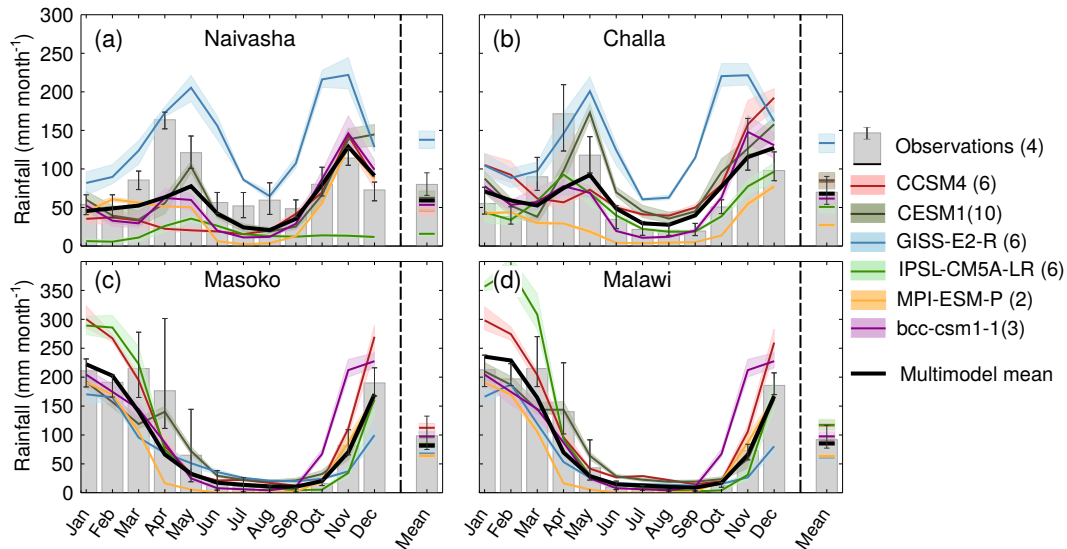 (a) Naivasha
(b) Challa
Rainfall (mm month⁻¹)
300
250
200
150
100
50
0
Observations (4)
CCSM4 (6)
CESM1(10)
GISS-E2-R (6)
IPSL-CM5A-LR (6)
MPI-ESM-P (2)
bcc-csm1-1(3)
Multimodel mean
(c) Masoko
(d) Malawi
Rainfall (mm month⁻¹)
350
300
250
200
150
100
50
0
Jan Feb Mar Apr May Jun Jul Aug Sep Oct Nov Dec Mean
Jan Feb Mar Apr May Jun Jul Aug Sep Oct Nov Dec Mean